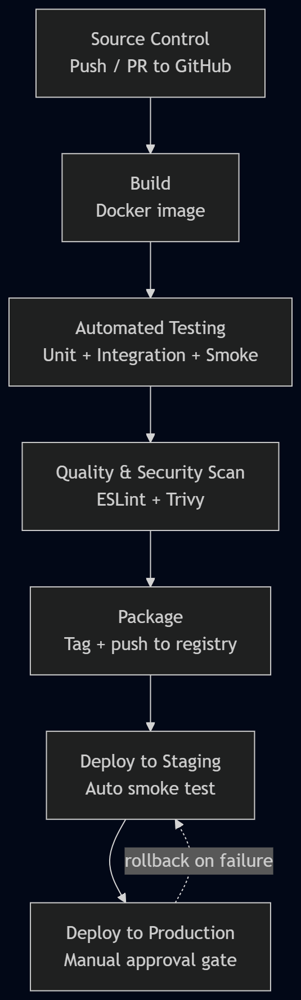 Source Control
Push / PR to GitHub
Build
Docker image
Automated Testing
Unit + Integration + Smoke
Quality & Security Scan
ESLint + Trivy
Package
Tag + push to registry
Deploy to Staging
Auto smoke test
rollback on failure
Deploy to Production
Manual approval gate